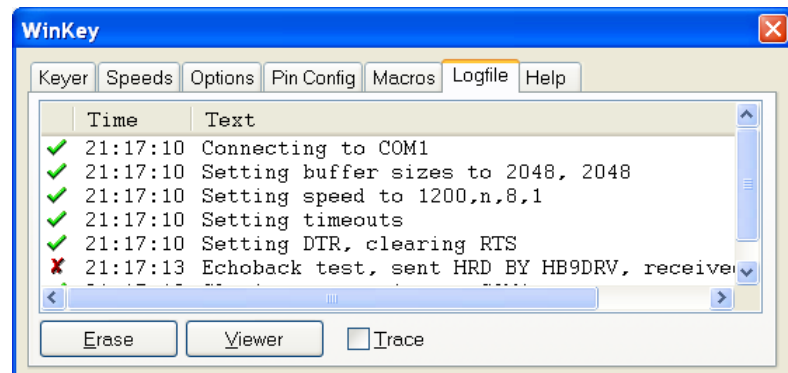 WinKey
Keyer Speeds Options Pin Config Macros Logfile Help
Time Text
21:17:10 Connecting to COM1
21:17:10 Setting buffer sizes to 2048, 2048
21:17:10 Setting speed to 1200,n,8,1
21:17:10 Setting timeouts
21:17:10 Setting DTR, clearing RTS
21:17:13 Echoback test, sent HRD BY HB9DRV, receive
Erase Viewer Trace